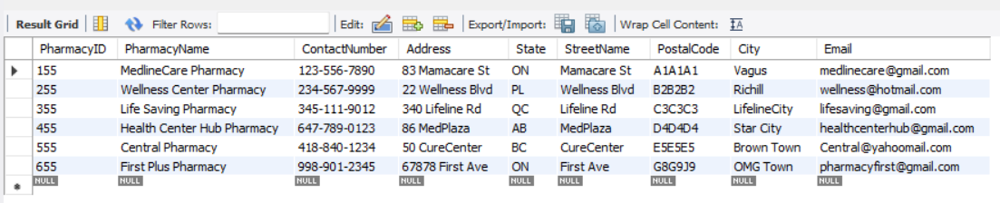 Result Grid Filter Rows: Edit: Export/Import: Wrap Cell Content: IA
PharmacyID PharmacyName ContactNumber Address State StreetName PostalCode City Email
155 MedlineCare Pharmacy 123-556-7890 83 Mamacare St ON Mamacare St A1A1A1 Vagus medlinecare@gmail.com
255 Wellness Center Pharmacy 234-567-9999 22 Wellness Blvd PL Wellness Blvd B2B2B2 Richill wellness@hotmail.com
355 Life Saving Pharmacy 345-111-9012 340 Lifeline Rd QC Lifeline Rd C3C3C3 LifelineCity lifesaving@gmail.com
455 Health Center Hub Pharmacy 647-789-0123 86 MedPlaza AB MedPlaza D4D4D4 Star City healthcenterhub@gmail.com
555 Central Pharmacy 418-840-1234 50 CureCenter BC CureCenter E5E5E5 Brown Town Central@yahoomail.com
655 First Plus Pharmacy 998-901-2345 67878 First Ave ON First Ave G8G9J9 OMG Town pharmacyfirst@gmail.com
NULL NULL NULL NULL NULL NULL NULL NULL NULL